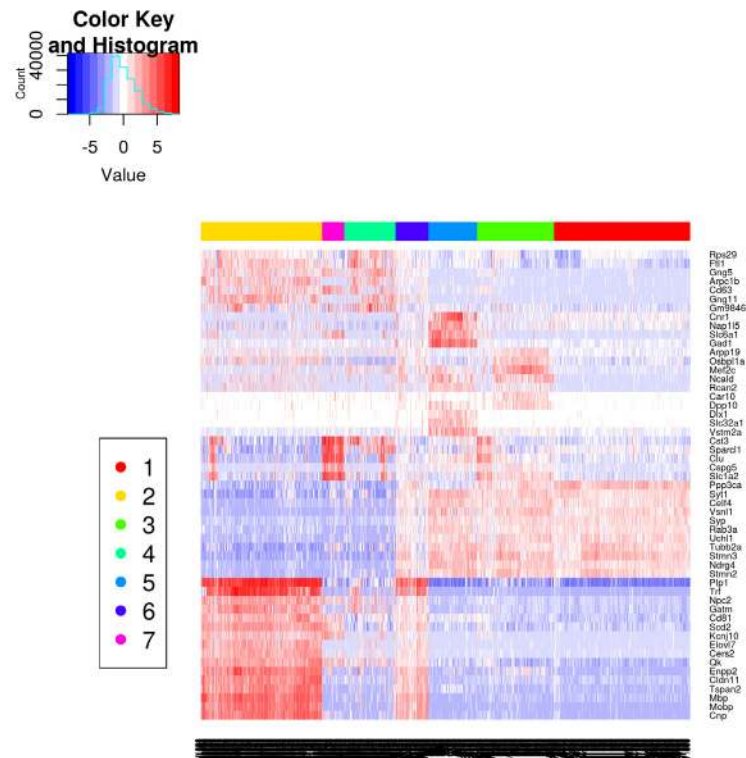 Color Key
and Histogram
Count
0
40000
-5 0 5
Value
Rps29
Ftl1
Gng5
Arpc1b
Cd63
Gng11
Gm9846
Cnr1
Nap1l5
Slc6a1
Gad1
Arpp19
Osbpl1a
Mef2c
Ncald
Rcan2
Car10
Dpp10
Dlx1
Slc32a1
Vstm2a
Cst3
Sparcl1
Clu
Cspg5
Slc1a2
Ppp3ca
Syt1
Celf4
Vsnl1
Syp
Rab3a
Uchl1
Tubb2a
Stmn3
Ndrg4
Stmn2
Plp1
Trf
Npc2
Gatm
Cd81
Scd2
Kcnj10
Elovl7
Cers2
Qk
Enpp2
Cldn11
Tspan2
Mbp
Mobp
Cnp
1
2
3
4
5
6
7